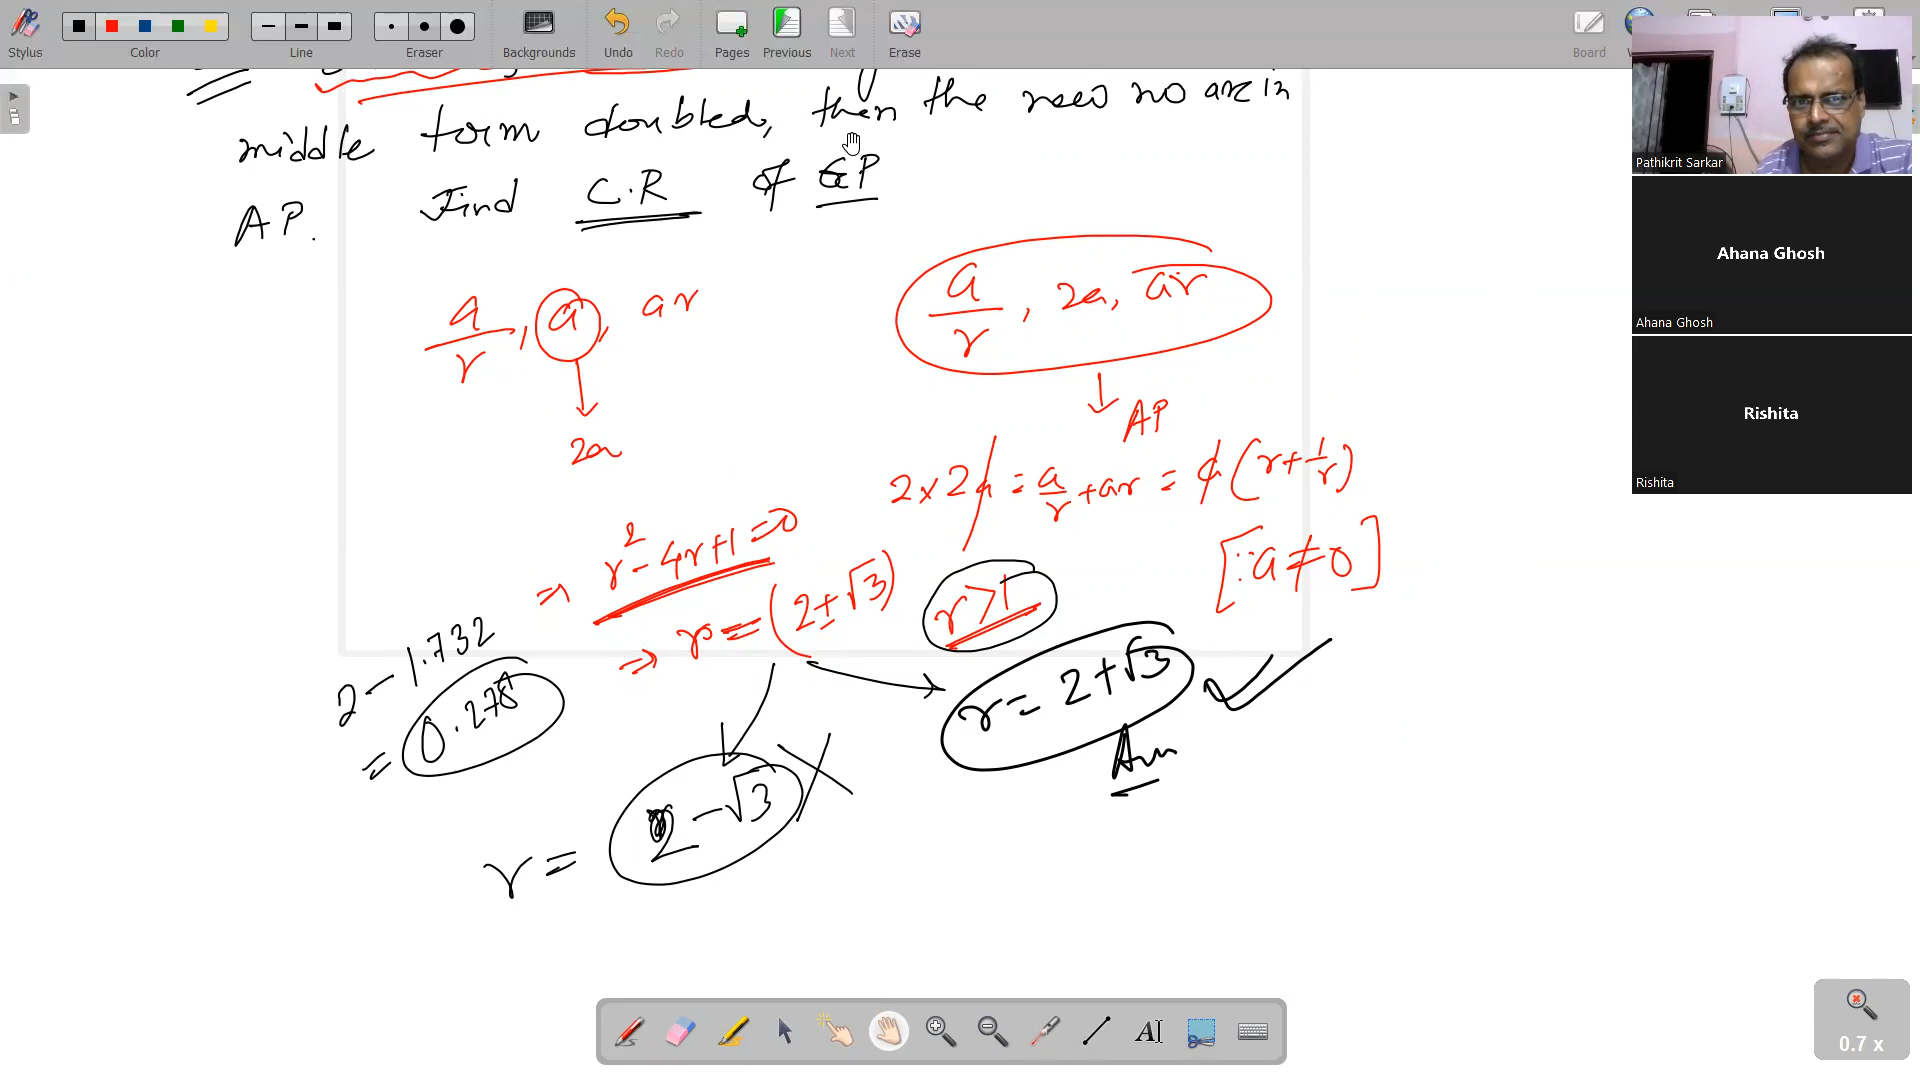 Stylus Color Line Eraser Backgrounds Undo Redo Pages Previous Next Erase Board
middle term doubled, then the new no are in
AP. Find C.R of GP
a/r, a, ar
2a
a/r, 2a, ar
AP
2 x 2a = a/r + ar = a (r + 1/r)
[∵ a ≠ 0]
⇒ r² - 4r + 1 = 0
⇒ r = (2 ± √3) r > 1
2 - 1.732
= 0.278
r = 2 + √3
Ans
r = 2 - √3
Pathikrit Sarkar
Ahana Ghosh
Ahana Ghosh
Rishita
Rishita
0.7 x